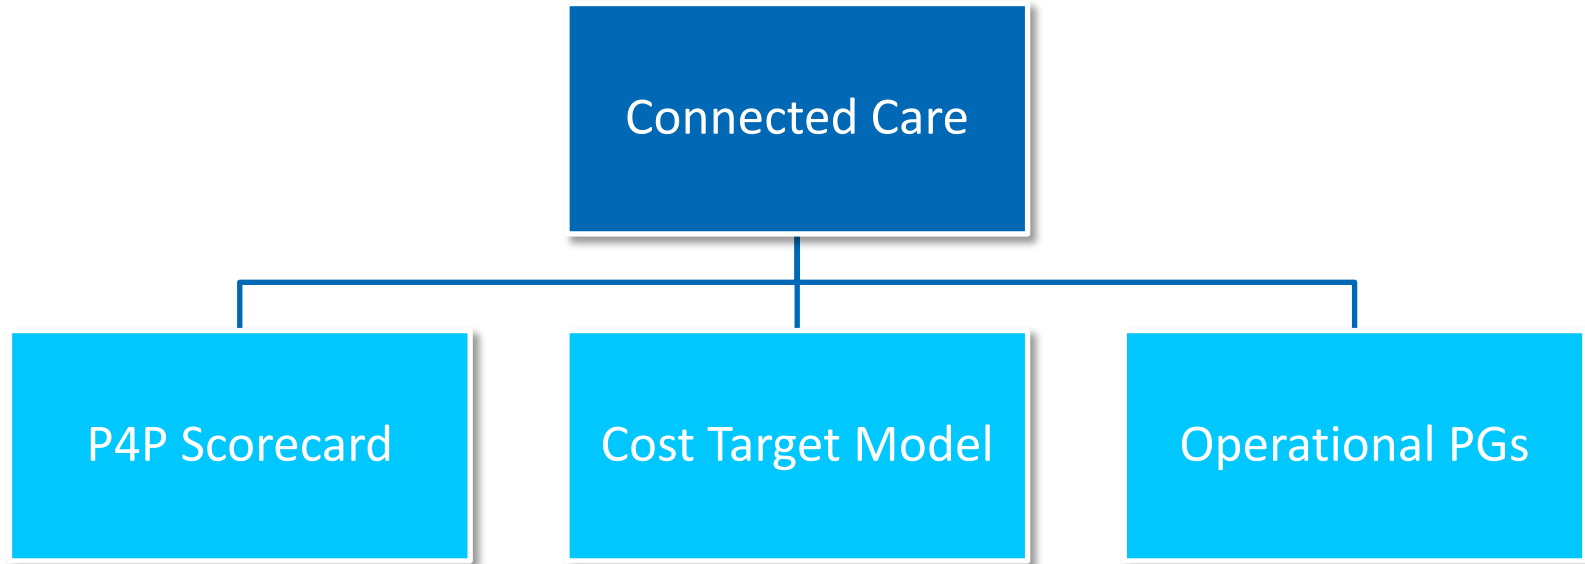 Connected Care
P4P Scorecard
Cost Target Model
Operational PGs